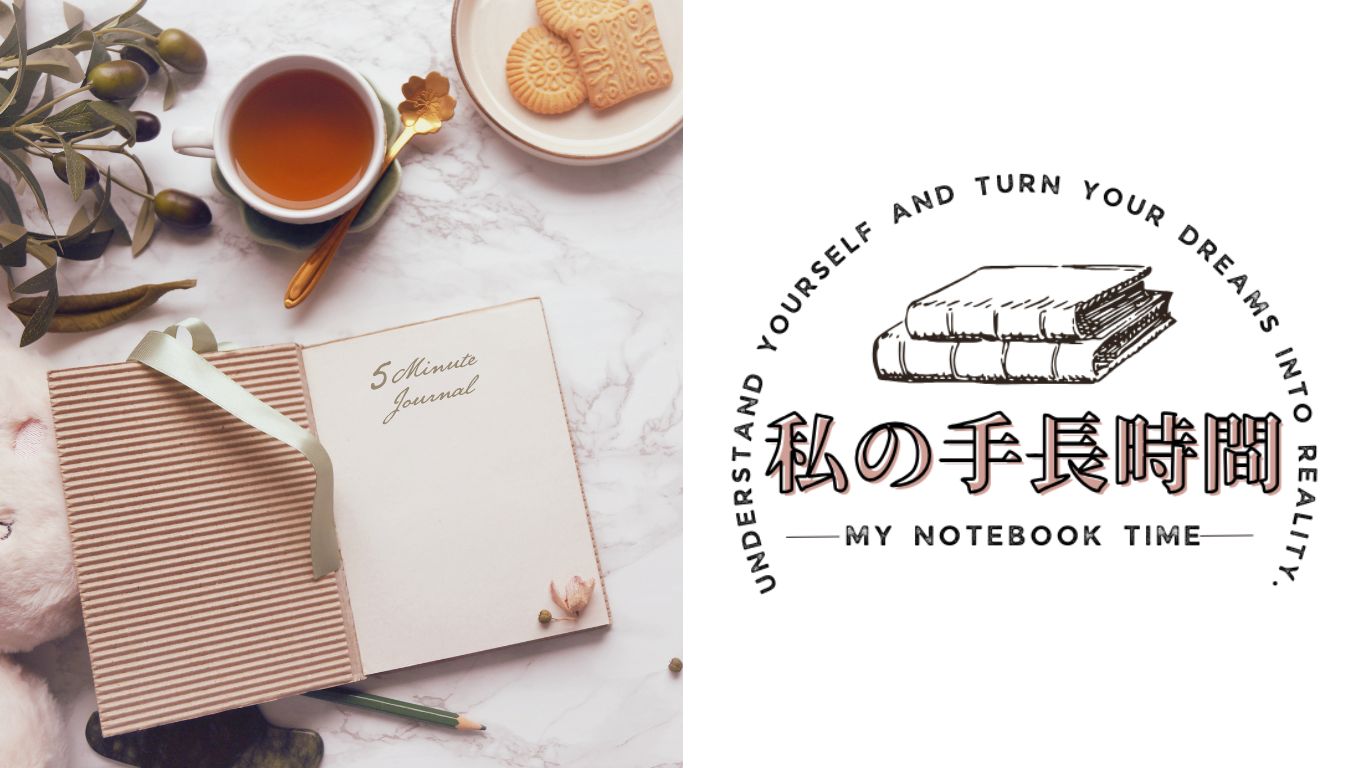 5 Minute
Journal
UNDERSTAND YOURSELF AND TURN YOUR DREAMS INTO REALITY.
私の手長時間
MY NOTEBOOK TIME